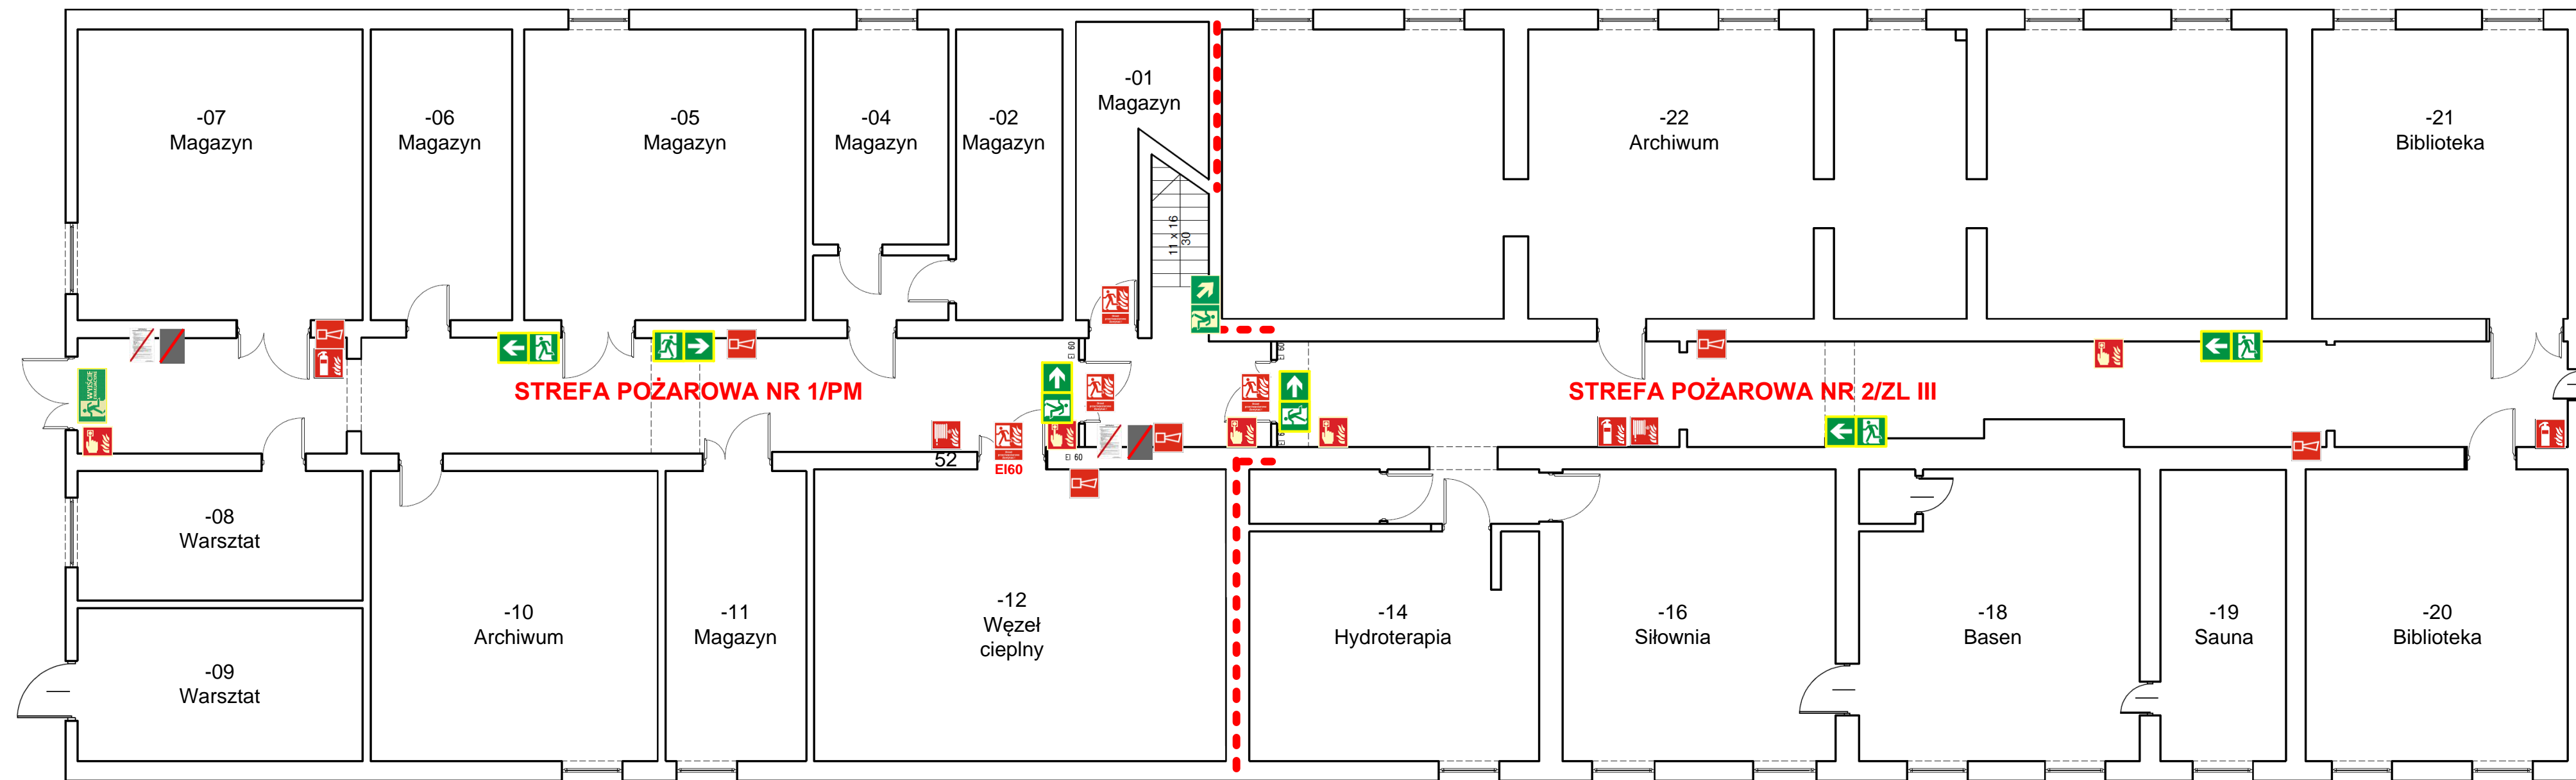 -07
Magazyn
-06
Magazyn
-05
Magazyn
-04
Magazyn
-02
Magazyn
-01
Magazyn
11 x 16
30
-22
Archiwum
-21
Biblioteka
WYJŚCIE
STREFA POŻAROWA NR 1/PM
EI 60
EI 60
STREFA POŻAROWA NR 2/ZL III
52
EI60
EI 60
-08
Warsztat
-09
Warsztat
-10
Archiwum
-11
Magazyn
-12
Węzeł
cieplny
-14
Hydroterapia
-16
Siłownia
-18
Basen
-19
Sauna
-20
Biblioteka